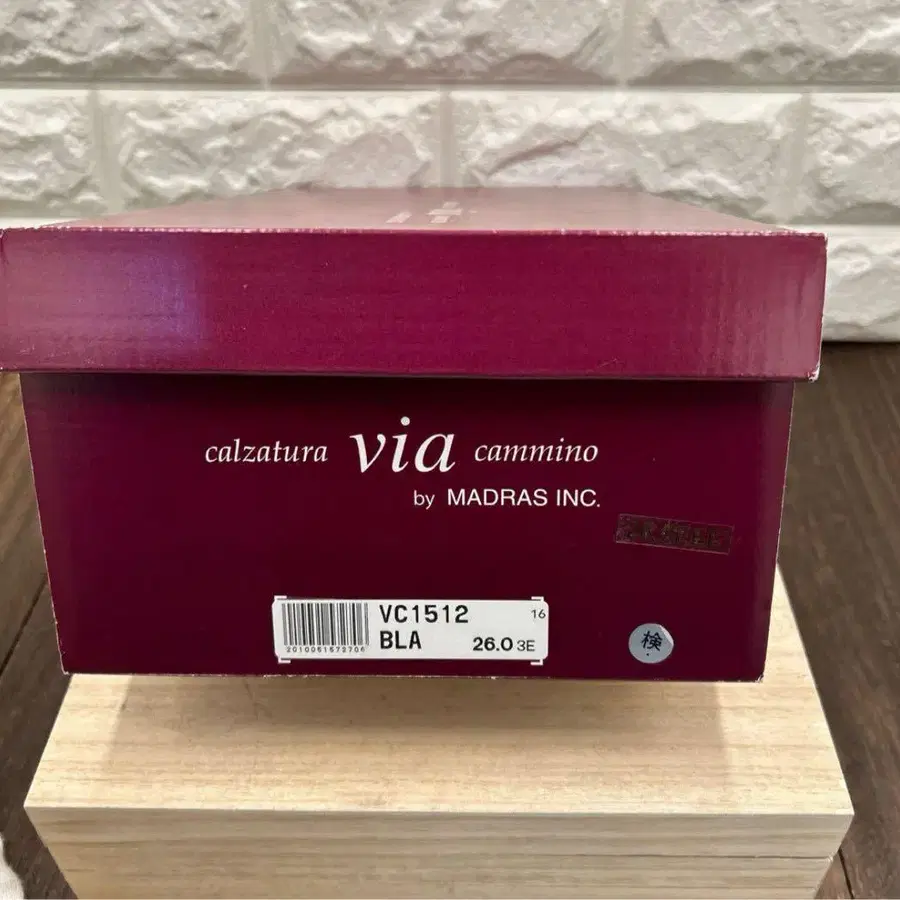 calzatura via cammino
by MADRAS INC.
VC1512 16
BLA 26.0 3E
検